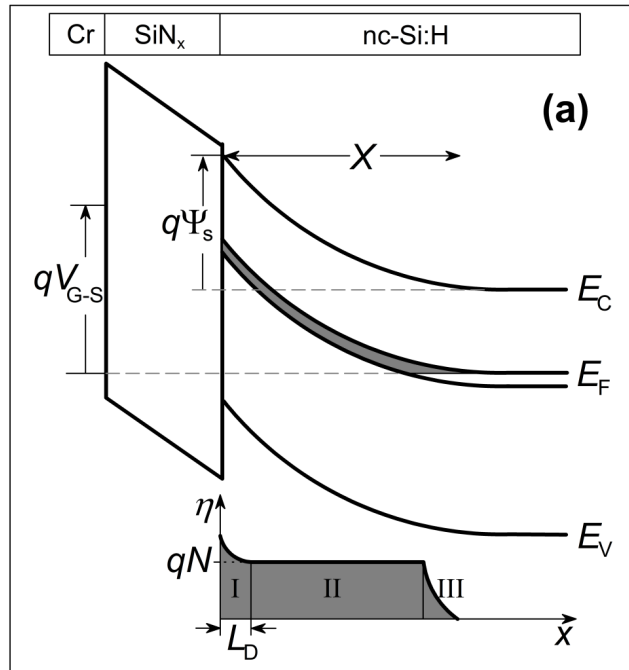 Cr SiNx nc-Si:H
(a)
X
qΨs
qVG-S
EC
EF
η
EV
qN
I II III
LD
x